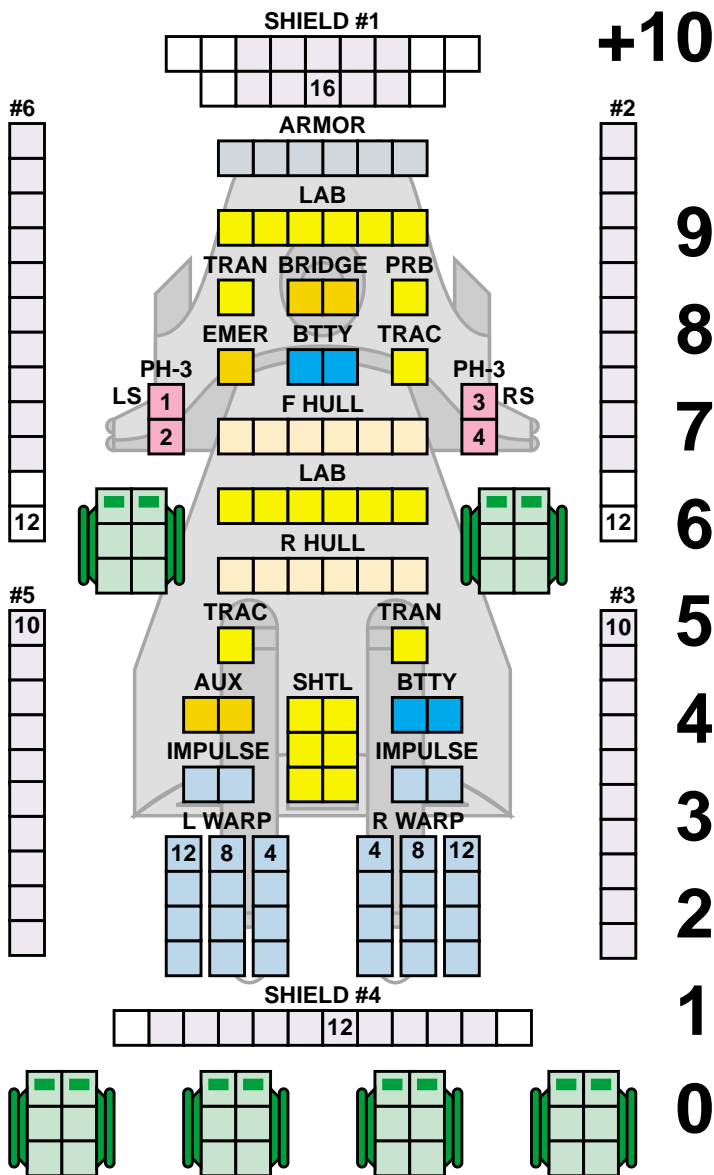 SHIELD #1
+10
16
#6
#2
ARMOR
LAB
9
TRAN BRIDGE PRB
8
EMER BTTY TRAC
PH-3 PH-3
LS 1 3 RS
F HULL
7
2 4
LAB
12 12
6
R HULL
#5 #3
10 10
5
TRAC TRAN
AUX SHTL BTTY
4
IMPULSE IMPULSE
3
L WARP R WARP
12 8 4 4 8 12
2
SHIELD #4
1
12
0